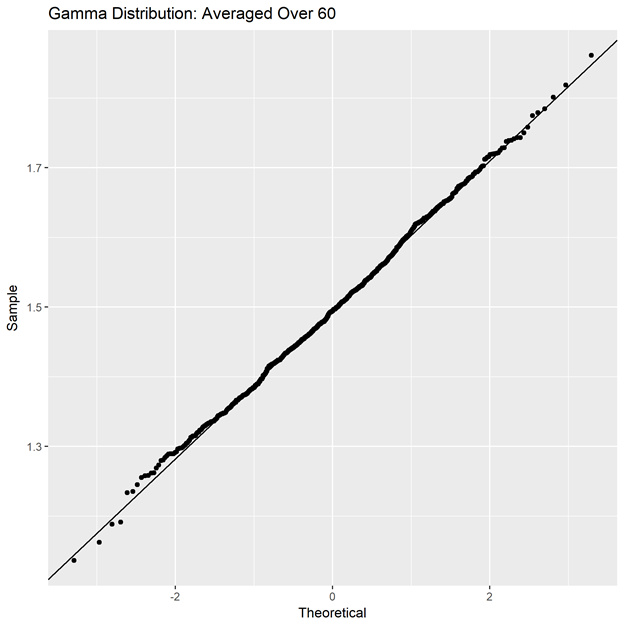 Gamma Distribution: Averaged Over 60
1.7
1.5
1.3
Sample
-2 0 2
Theoretical